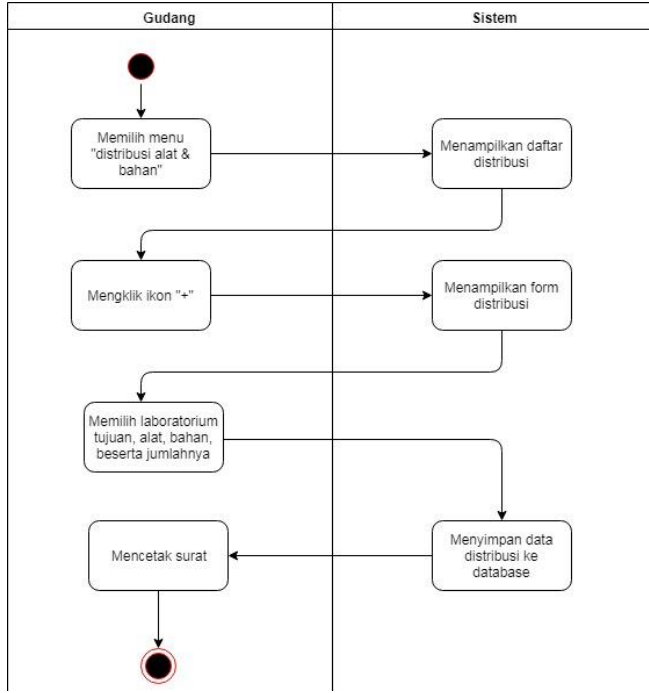 Gudang
Sistem
Memilih menu
"distribusi alat &
bahan"
Menampilkan daftar
distribusi
Mengklik ikon "+"
Menampilkan form
distribusi
Memilih laboratorium
tujuan, alat, bahan,
beserta jumlahnya
Menyimpan data
distribusi ke
database
Mencetak surat